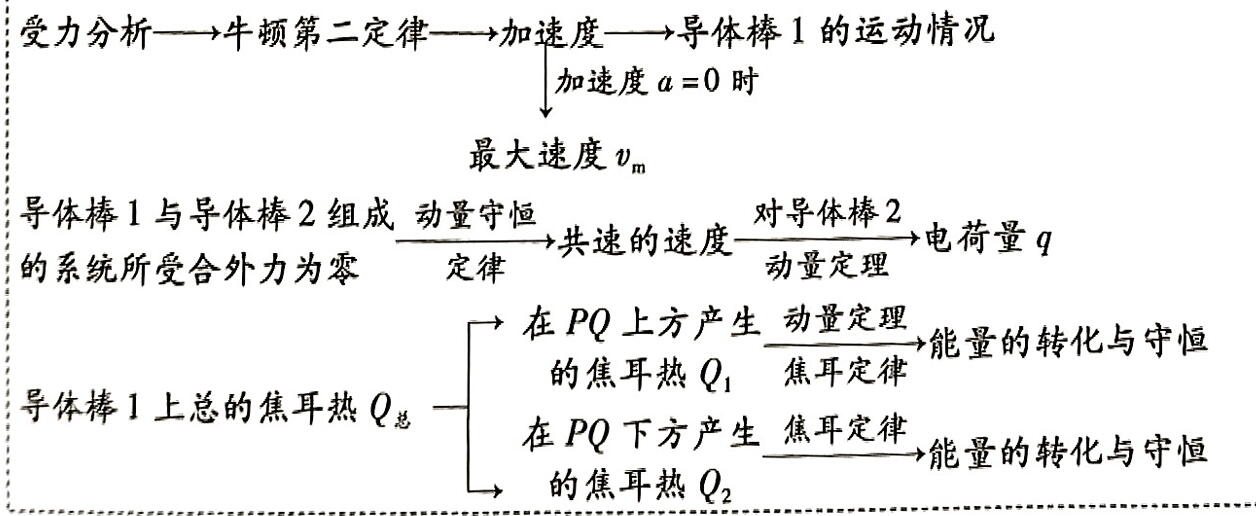 受力分析→牛顿第二定律→加速度→导体棒1的运动情况
加速度a=0时
最大速度vₘ
导体棒1与导体棒2组成 动量守恒 对导体棒2
→共速的速度→电荷量q
的系统所受合外力为零 定律 动量定理
在PQ上方产生 动量定理
→能量的转化与守恒
的焦耳热Q₁ 焦耳定律
导体棒1上总的焦耳热Q总
在PQ下方产生 焦耳定律
→能量的转化与守恒
的焦耳热Q₂